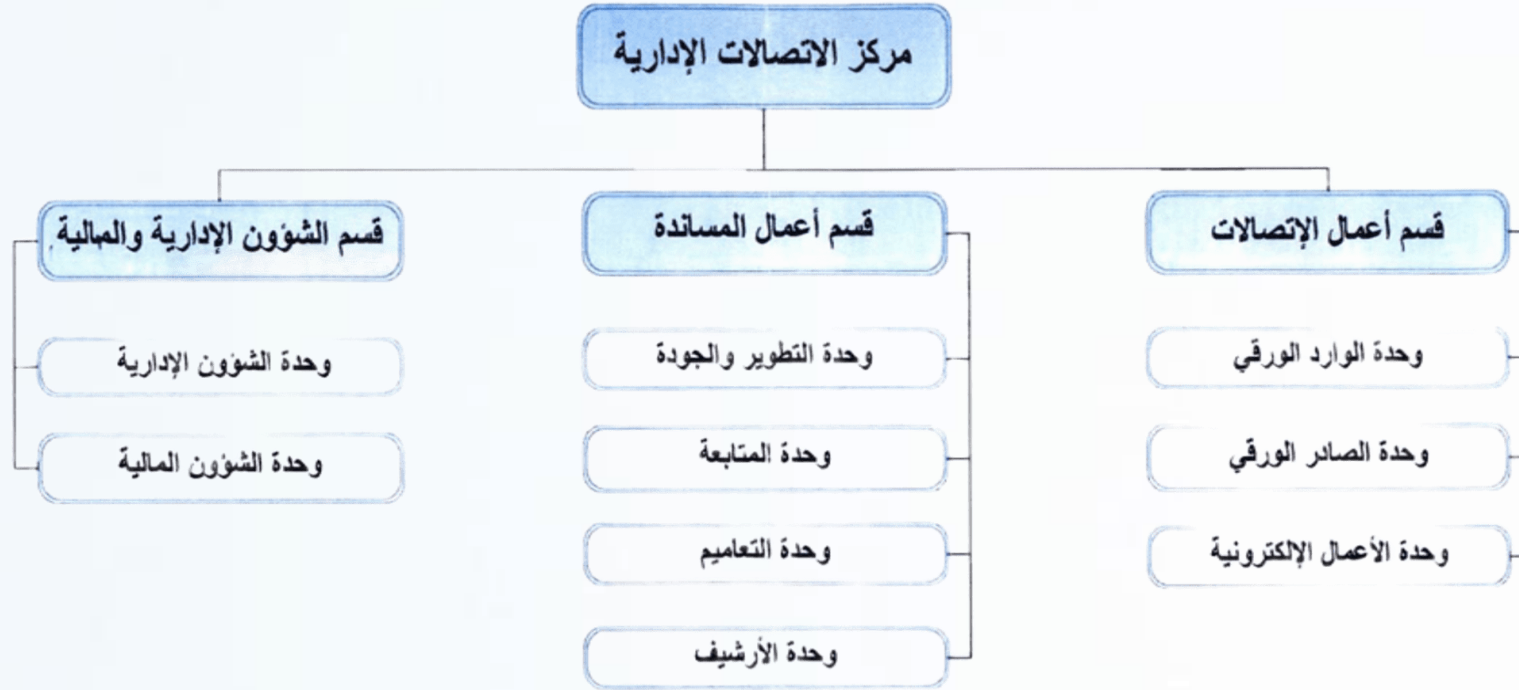 مركز الاتصالات الإدارية
قسم أعمال الإتصالات
وحدة الوارد الورقي
وحدة الصادر الورقي
وحدة الأعمال الإلكترونية
قسم أعمال المساندة
وحدة التطوير والجودة
وحدة المتابعة
وحدة التعاميم
وحدة الأرشيف
قسم الشؤون الإدارية والمالية
وحدة الشؤون الإدارية
وحدة الشؤون المالية